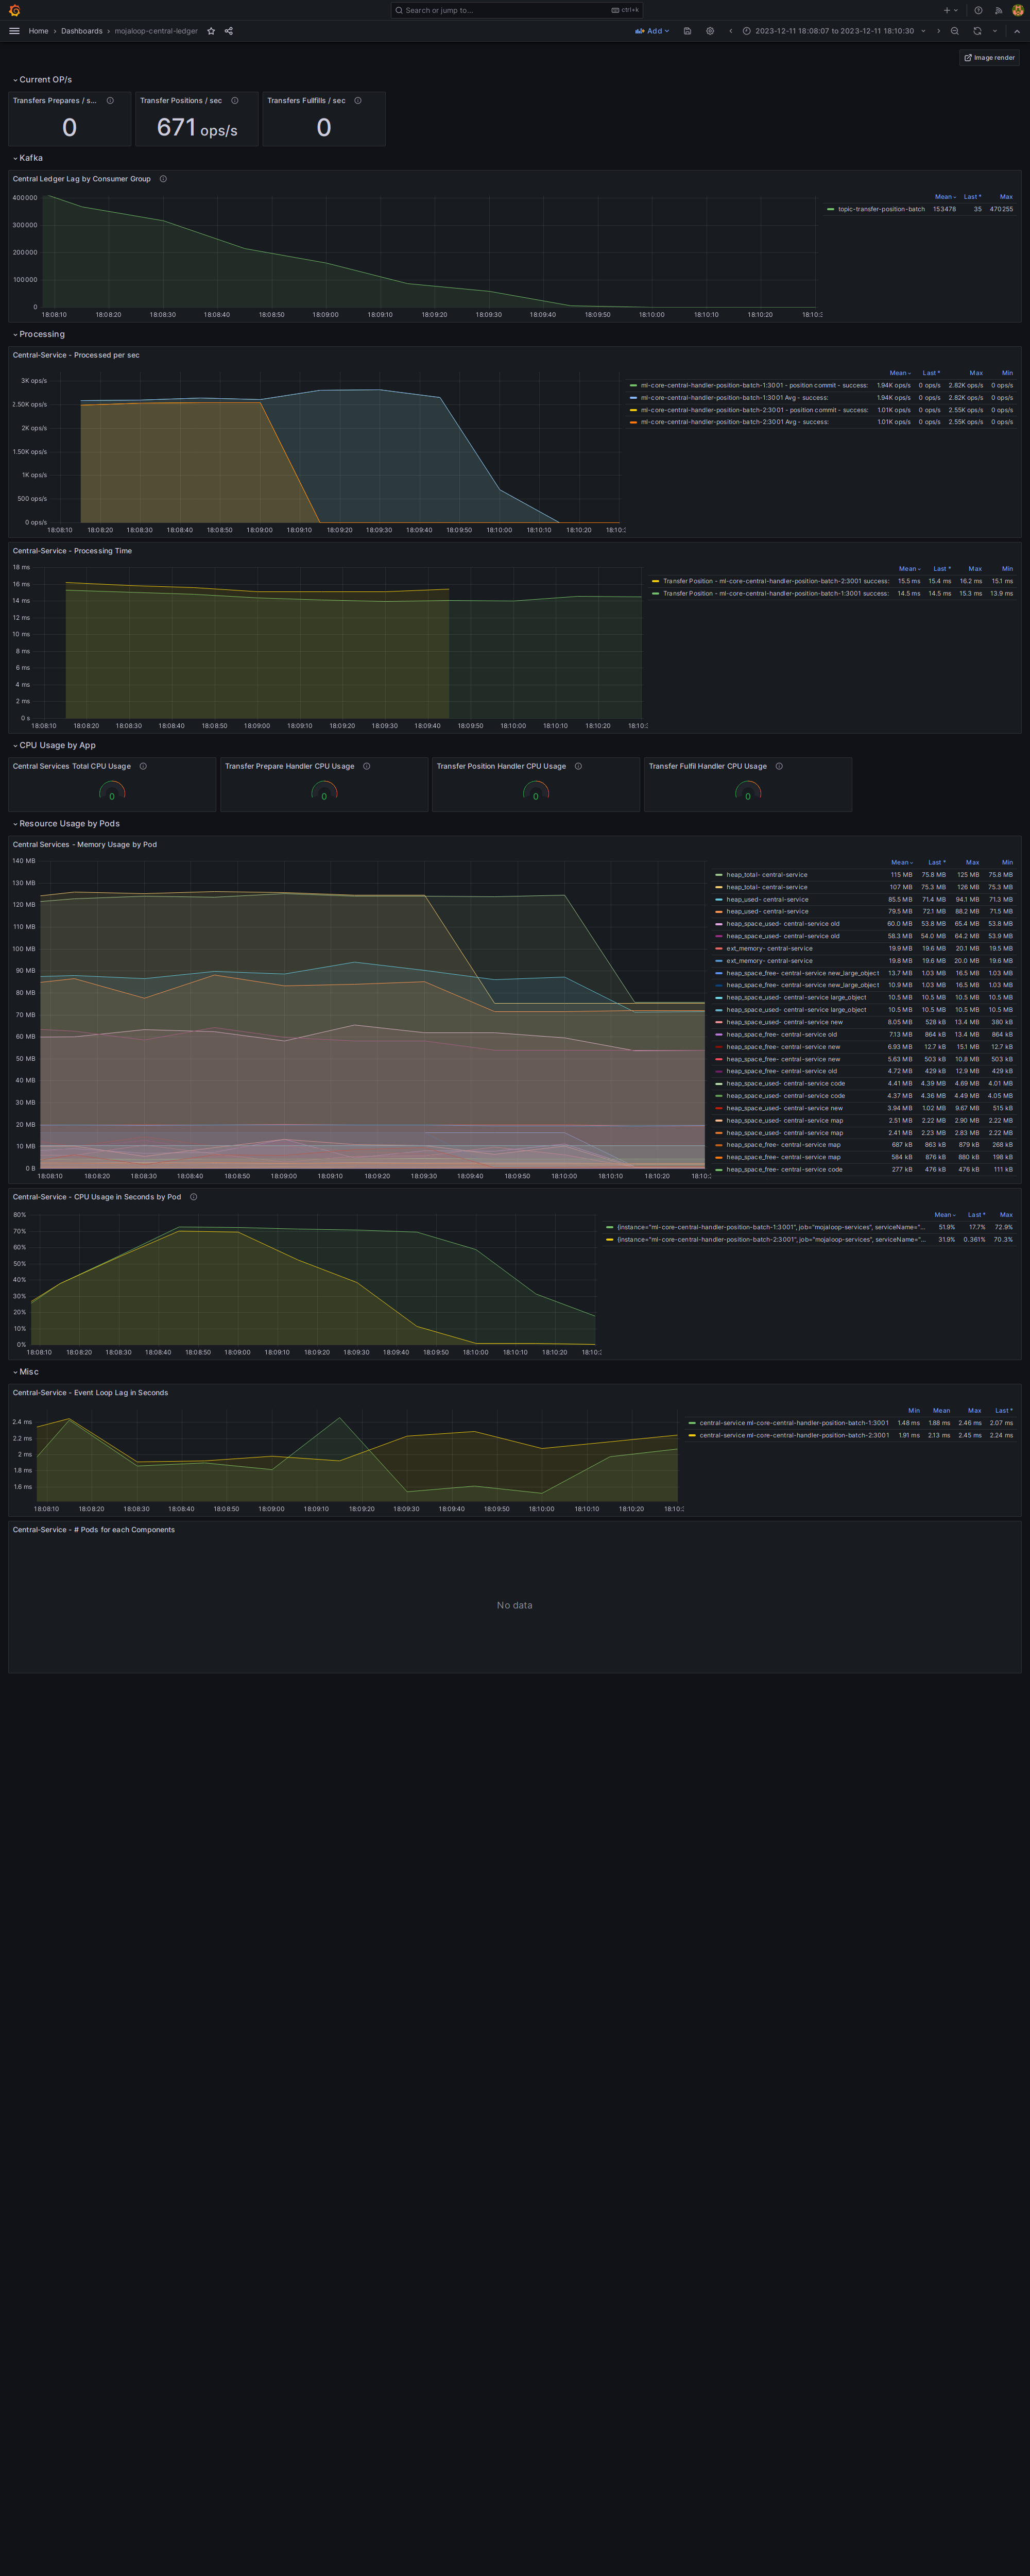 Search or jump to...
ctrl+k
Home › Dashboards › mojaloop-central-ledger
Add
2023-12-11 18:08:07 to 2023-12-11 18:10:30
Image render
Current OP/s
Transfers Prepares / s...
Transfer Positions / sec
Transfers Fullfills / sec
0
671 ops/s
0
Kafka
Central Ledger Lag by Consumer Group
400000
300000
200000
100000
0
18:08:10 18:08:20 18:08:30 18:08:40 18:08:50 18:09:00 18:09:10 18:09:20 18:09:30 18:09:40 18:09:50 18:10:00 18:10:10 18:10:20
Mean Last * Max
topic-transfer-position-batch 153478 35 470255
Processing
Central-Service - Processed per sec
3K ops/s
2.50K ops/s
2K ops/s
1.50K ops/s
1K ops/s
500 ops/s
0 ops/s
18:08:10 18:08:20 18:08:30 18:08:40 18:08:50 18:09:00 18:09:10 18:09:20 18:09:30 18:09:40 18:09:50 18:10:00 18:10:10 18:10:20
Mean Last * Max Min
ml-core-central-handler-position-batch-1:3001 - position commit - success: 1.94K ops/s 0 ops/s 2.82K ops/s 0 ops/s
ml-core-central-handler-position-batch-1:3001 Avg - success: 1.94K ops/s 0 ops/s 2.82K ops/s 0 ops/s
ml-core-central-handler-position-batch-2:3001 - position commit - success: 1.01K ops/s 0 ops/s 2.55K ops/s 0 ops/s
ml-core-central-handler-position-batch-2:3001 Avg - success: 1.01K ops/s 0 ops/s 2.55K ops/s 0 ops/s
Central-Service - Processing Time
18 ms
16 ms
14 ms
12 ms
10 ms
8 ms
6 ms
4 ms
2 ms
0 s
18:08:10 18:08:20 18:08:30 18:08:40 18:08:50 18:09:00 18:09:10 18:09:20 18:09:30 18:09:40 18:09:50 18:10:00 18:10:10 18:10:20
Mean Last * Max Min
Transfer Position - ml-core-central-handler-position-batch-2:3001 success: 15.5 ms 15.4 ms 16.2 ms 15.1 ms
Transfer Position - ml-core-central-handler-position-batch-1:3001 success: 14.5 ms 14.5 ms 15.3 ms 13.9 ms
CPU Usage by App
Central Services Total CPU Usage
Transfer Prepare Handler CPU Usage
Transfer Position Handler CPU Usage
Transfer Fulfil Handler CPU Usage
0
0
0
0
Resource Usage by Pods
Central Services - Memory Usage by Pod
140 MB
130 MB
120 MB
110 MB
100 MB
90 MB
80 MB
70 MB
60 MB
50 MB
40 MB
30 MB
20 MB
10 MB
0 B
18:08:10 18:08:20 18:08:30 18:08:40 18:08:50 18:09:00 18:09:10 18:09:20 18:09:30 18:09:40 18:09:50 18:10:00 18:10:10 18:10:20
Mean Last * Max Min
heap_total- central-service 115 MB 75.8 MB 125 MB 75.8 MB
heap_total- central-service 107 MB 75.3 MB 126 MB 75.3 MB
heap_used- central-service 85.5 MB 71.4 MB 94.1 MB 71.3 MB
heap_used- central-service 79.5 MB 72.1 MB 88.2 MB 71.5 MB
heap_space_used- central-service old 60.0 MB 53.8 MB 65.4 MB 53.8 MB
heap_space_used- central-service old 58.3 MB 54.0 MB 64.2 MB 53.9 MB
ext_memory- central-service 19.9 MB 19.6 MB 20.1 MB 19.5 MB
ext_memory- central-service 19.8 MB 19.6 MB 20.0 MB 19.6 MB
heap_space_free- central-service new_large_object 13.7 MB 1.03 MB 16.5 MB 1.03 MB
heap_space_free- central-service new_large_object 10.9 MB 1.03 MB 16.5 MB 1.03 MB
heap_space_used- central-service large_object 10.5 MB 10.5 MB 10.5 MB 10.5 MB
heap_space_used- central-service large_object 10.5 MB 10.5 MB 10.5 MB 10.5 MB
heap_space_used- central-service new 8.05 MB 528 kB 13.4 MB 380 kB
heap_space_free- central-service old 7.13 MB 864 kB 13.4 MB 864 kB
heap_space_free- central-service new 6.93 MB 12.7 kB 15.1 MB 12.7 kB
heap_space_free- central-service new 5.63 MB 503 kB 10.8 MB 503 kB
heap_space_free- central-service old 4.72 MB 429 kB 12.9 MB 429 kB
heap_space_used- central-service code 4.41 MB 4.39 MB 4.69 MB 4.01 MB
heap_space_used- central-service code 4.37 MB 4.36 MB 4.49 MB 4.05 MB
heap_space_used- central-service new 3.94 MB 1.02 MB 9.67 MB 515 kB
heap_space_used- central-service map 2.51 MB 2.22 MB 2.90 MB 2.22 MB
heap_space_used- central-service map 2.41 MB 2.23 MB 2.83 MB 2.22 MB
heap_space_free- central-service map 687 kB 863 kB 879 kB 268 kB
heap_space_free- central-service map 584 kB 876 kB 880 kB 198 kB
heap_space_free- central-service code 277 kB 476 kB 476 kB 111 kB
Central-Service - CPU Usage in Seconds by Pod
80%
70%
60%
50%
40%
30%
20%
10%
0%
18:08:10 18:08:20 18:08:30 18:08:40 18:08:50 18:09:00 18:09:10 18:09:20 18:09:30 18:09:40 18:09:50 18:10:00 18:10:10 18:10:20
Mean Last * Max
{instance="ml-core-central-handler-position-batch-1:3001", job="mojaloop-services", serviceName="... 51.9% 17.7% 72.9%
{instance="ml-core-central-handler-position-batch-2:3001", job="mojaloop-services", serviceName="... 31.9% 0.361% 70.3%
Misc
Central-Service - Event Loop Lag in Seconds
2.4 ms
2.2 ms
2 ms
1.8 ms
1.6 ms
18:08:10 18:08:20 18:08:30 18:08:40 18:08:50 18:09:00 18:09:10 18:09:20 18:09:30 18:09:40 18:09:50 18:10:00 18:10:10 18:10:20
Min Mean Max Last *
central-service ml-core-central-handler-position-batch-1:3001 1.48 ms 1.88 ms 2.46 ms 2.07 ms
central-service ml-core-central-handler-position-batch-2:3001 1.91 ms 2.13 ms 2.45 ms 2.24 ms
Central-Service - # Pods for each Components
No data